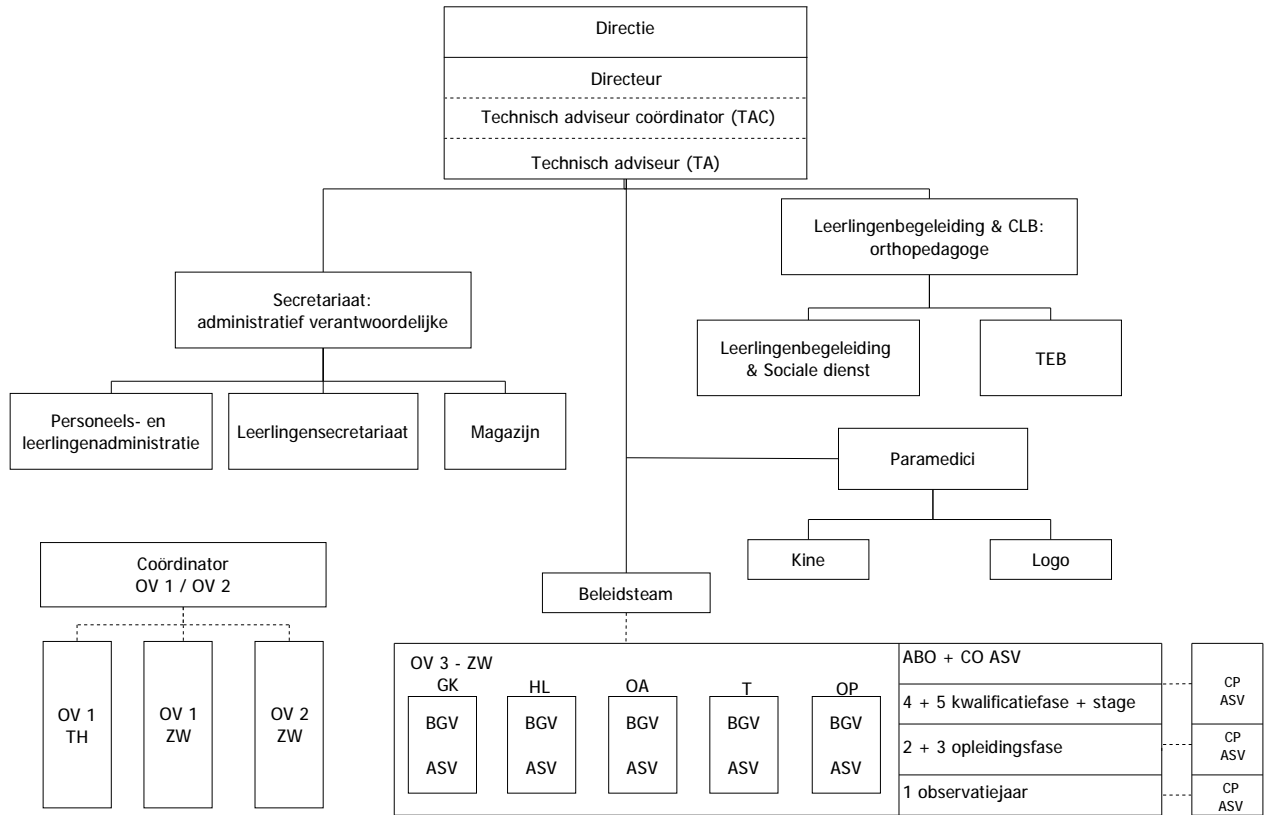 Directie
Directeur
Technisch adviseur coördinator (TAC)
Technisch adviseur (TA)
Leerlingenbegeleiding & CLB:
orthopedagoge
Secretariaat:
administratief verantwoordelijke
Leerlingenbegeleiding
& Sociale dienst
TEB
Personeels- en
leerlingenadministratie
Leerlingensecretariaat
Magazijn
Paramedici
Kine
Logo
Coördinator
OV 1 / OV 2
Beleidsteam
OV 1
TH
OV 1
ZW
OV 2
ZW
OV 3 - ZW
GK
HL
OA
T
OP
BGV
ASV
BGV
ASV
BGV
ASV
BGV
ASV
BGV
ASV
ABO + CO ASV
4 + 5 kwalificatiefase + stage
2 + 3 opleidingsfase
1 observatiejaar
CP
ASV
CP
ASV
CP
ASV